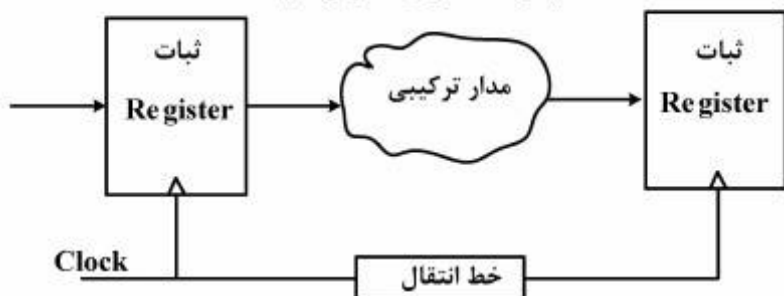 ثبات
Register
مدار ترکیبی
ثبات
Register
Clock
خط انتقال